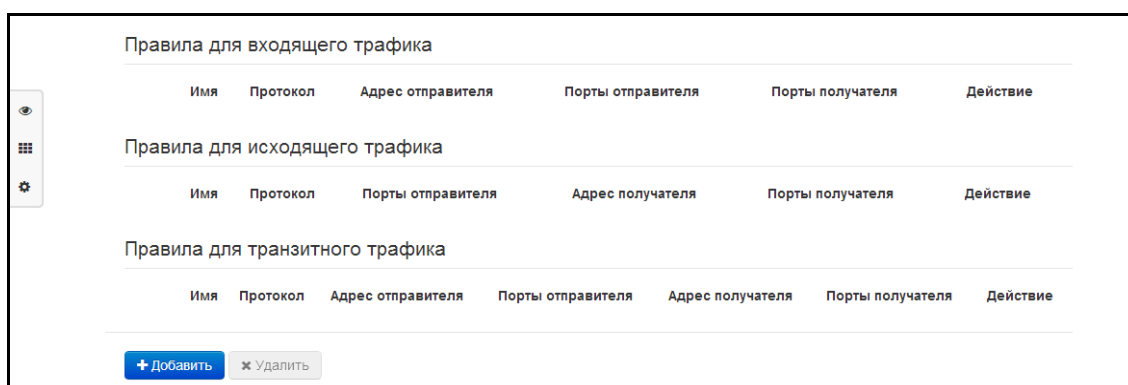 Правила для входящего трафика
Имя Протокол Адрес отправителя Порты отправителя Порты получателя Действие
Правила для исходящего трафика
Имя Протокол Порты отправителя Адрес получателя Порты получателя Действие
Правила для транзитного трафика
Имя Протокол Адрес отправителя Порты отправителя Адрес получателя Порты получателя Действие
Добавить Удалить